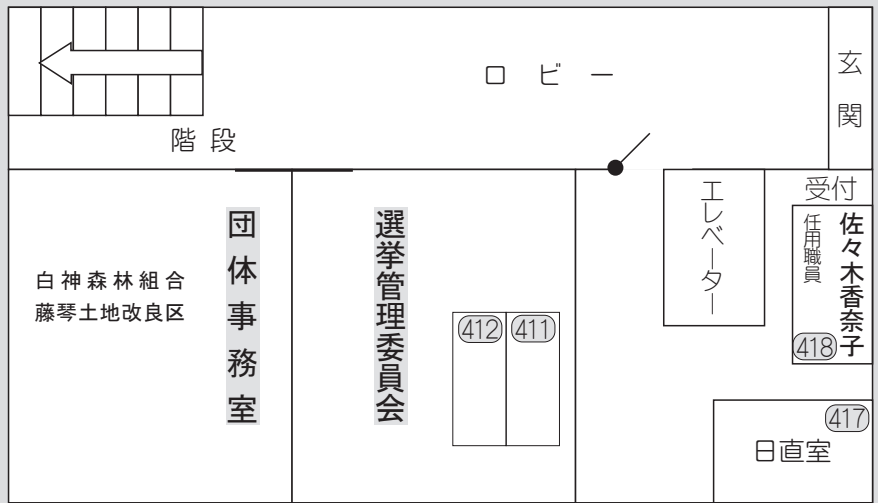 ロビー
玄関
階段
受付
エレベーター
任用職員
佐々木香奈子
418
団体事務室
白神森林組合
藤琴土地改良区
選挙管理委員会
412
411
417
日直室